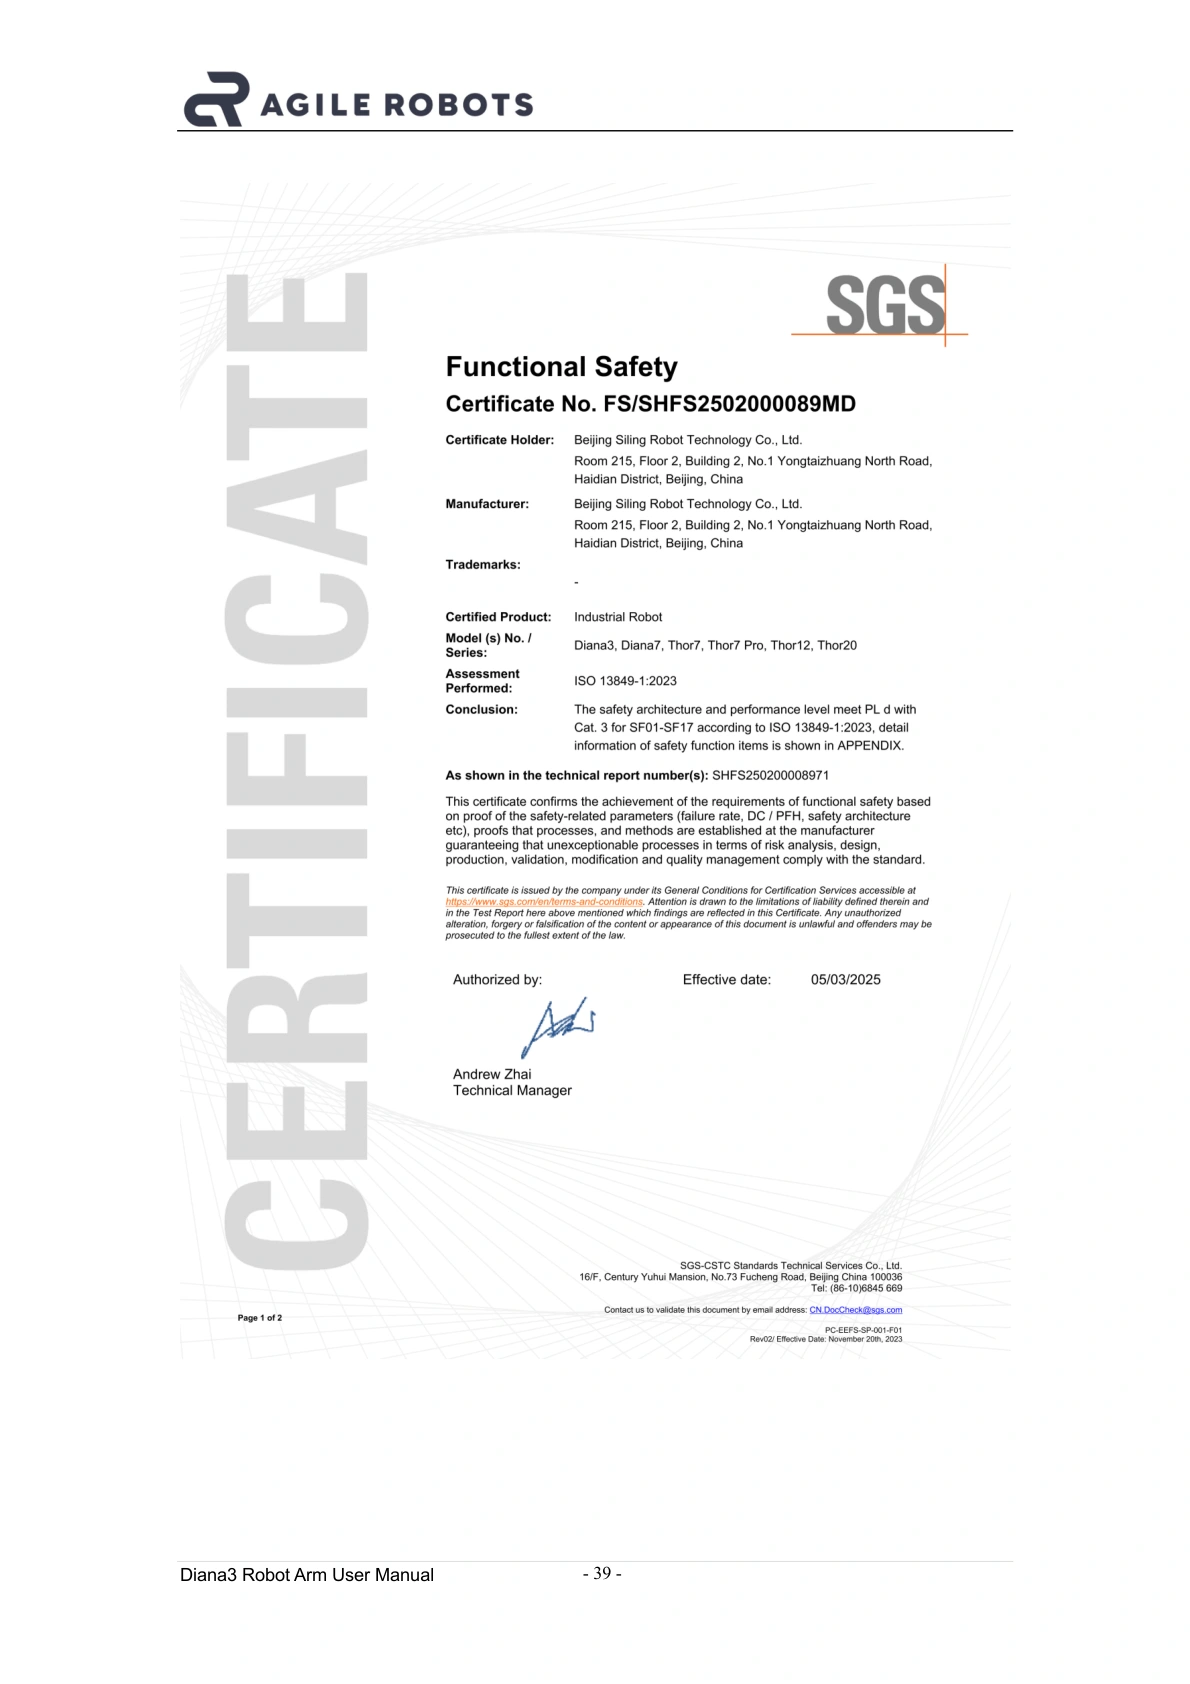 AGILE ROBOTS
CERTIFICATE
SGS
Functional Safety
Certificate No. FS/SHFS2502000089MD
Certificate Holder: Beijing Siling Robot Technology Co., Ltd.
Room 215, Floor 2, Building 2, No.1 Yongtaizhuang North Road,
Haidian District, Beijing, China
Manufacturer: Beijing Siling Robot Technology Co., Ltd.
Room 215, Floor 2, Building 2, No.1 Yongtaizhuang North Road,
Haidian District, Beijing, China
Trademarks:
-
Certified Product: Industrial Robot
Model (s) No. /
Series: Diana3, Diana7, Thor7, Thor7 Pro, Thor12, Thor20
Assessment
Performed: ISO 13849-1:2023
Conclusion: The safety architecture and performance level meet PL d with
Cat. 3 for SF01-SF17 according to ISO 13849-1:2023, detail
information of safety function items is shown in APPENDIX.
As shown in the technical report number(s): SHFS250200008971
This certificate confirms the achievement of the requirements of functional safety based
on proof of the safety-related parameters (failure rate, DC / PFH, safety architecture
etc), proofs that processes, and methods are established at the manufacturer
guaranteeing that unexceptionable processes in terms of risk analysis, design,
production, validation, modification and quality management comply with the standard.
This certificate is issued by the company under its General Conditions for Certification Services accessible at
https://www.sgs.com/en/terms-and-conditions. Attention is drawn to the limitations of liability defined therein and
in the Test Report here above mentioned which findings are reflected in this Certificate. Any unauthorized
alteration, forgery or falsification of the content or appearance of this document is unlawful and offenders may be
prosecuted to the fullest extent of the law.
Authorized by: Effective date: 05/03/2025
Andrew Zhai
Technical Manager
SGS-CSTC Standards Technical Services Co., Ltd.
16/F, Century Yuhui Mansion, No.73 Fucheng Road, Beijing China 100036
Tel: (86-10)6845 669
Contact us to validate this document by email address: CN.DocCheck@sgs.com
Page 1 of 2
PC-EEFS-SP-001-F01
Rev02/ Effective Date: November 20th, 2023
Diana3 Robot Arm User Manual - 39 -